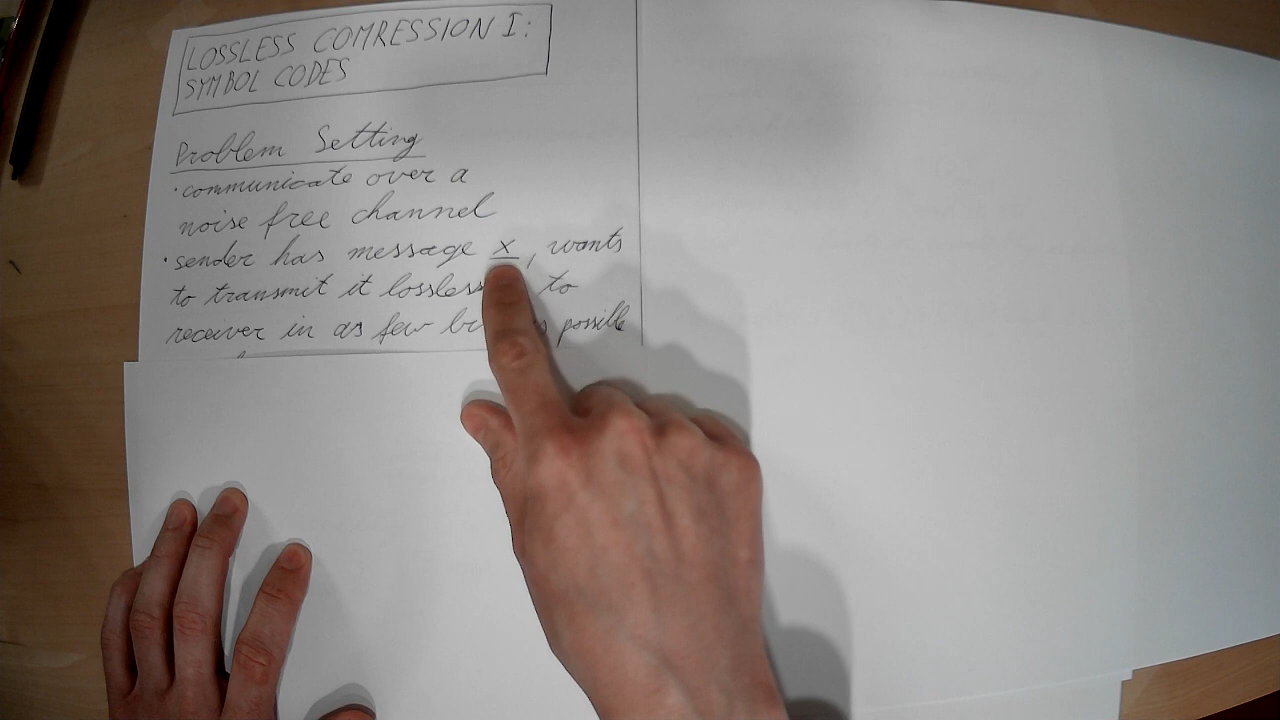 LOSSLESS COMRESSION I:
SYMBOL CODES
Problem Setting
· communicate over a
noise free channel
· sender has message x, wants
to transmit it lossless to
receiver in as few possible